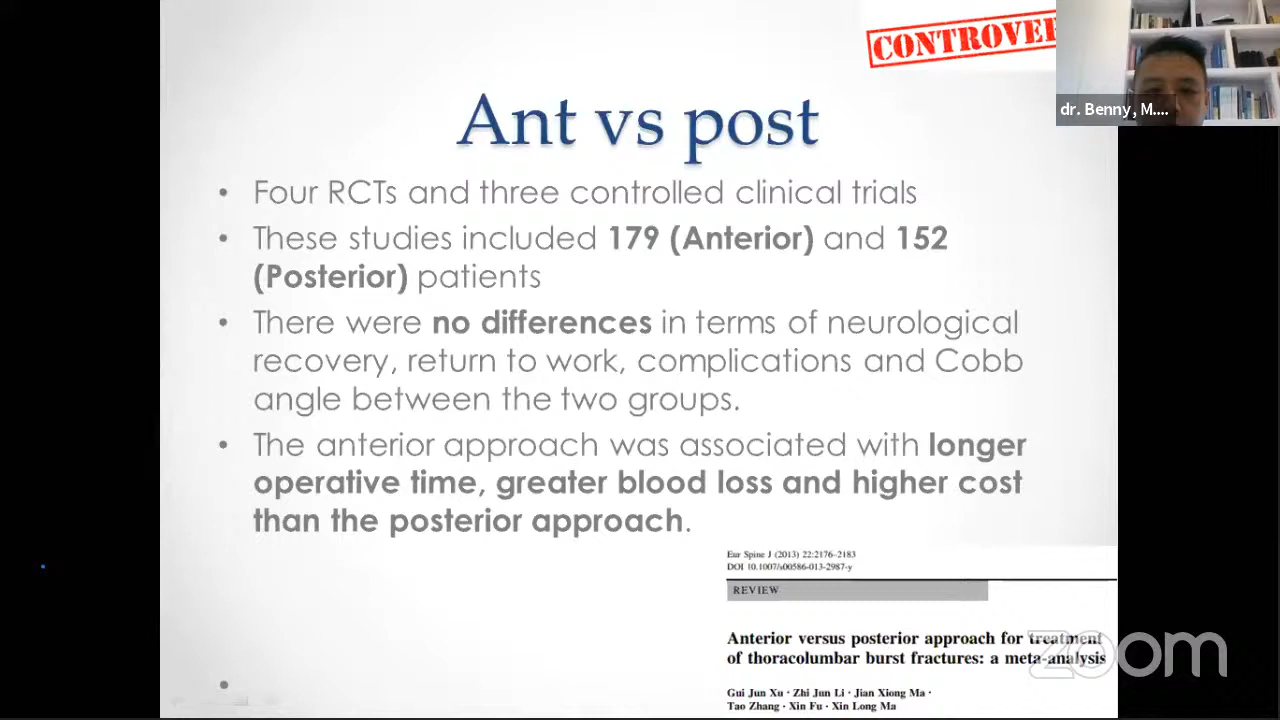 CONTROVE
dr. Benny, M....
Ant vs post
• Four RCTs and three controlled clinical trials
• These studies included 179 (Anterior) and 152
(Posterior) patients
• There were no differences in terms of neurological
recovery, return to work, complications and Cobb
angle between the two groups.
• The anterior approach was associated with longer
operative time, greater blood loss and higher cost
than the posterior approach.
Eur Spine J (2013) 22:2176–2183
DOI 10.1007/s00586-013-2987-y
REVIEW
Anterior versus posterior approach for treatment
of thoracolumbar burst fractures: a meta-analysis
Gui Jun Xu · Zhi Jun Li · Jian Xiong Ma ·
Tao Zhang · Xin Fu · Xin Long Ma
zoom